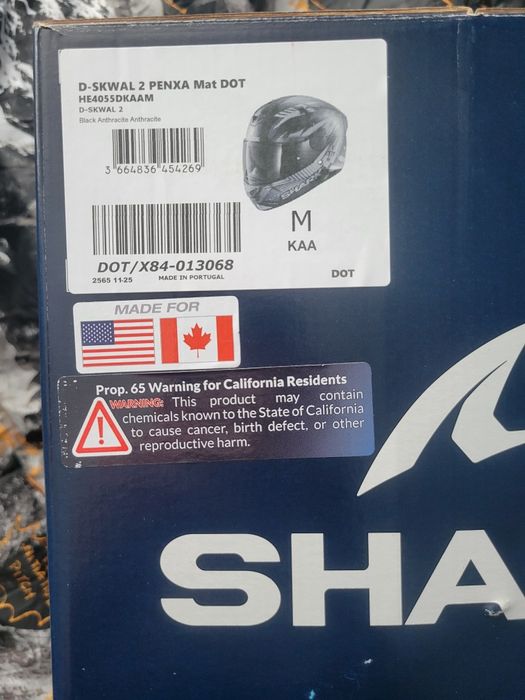 D-SKWAL 2 PENXA Mat DOT
HE4055DKAAM
D-SKWAL 2
Black Anthracite Anthracite
3 664836 454269
SHARK
M
KAA
DOT/X84-013068
2565 11-25 MADE IN PORTUGAL
DOT
MADE FOR
Prop. 65 Warning for California Residents
WARNING: This product may contain
chemicals known to the State of California
to cause cancer, birth defect, or other
reproductive harm.
SHA